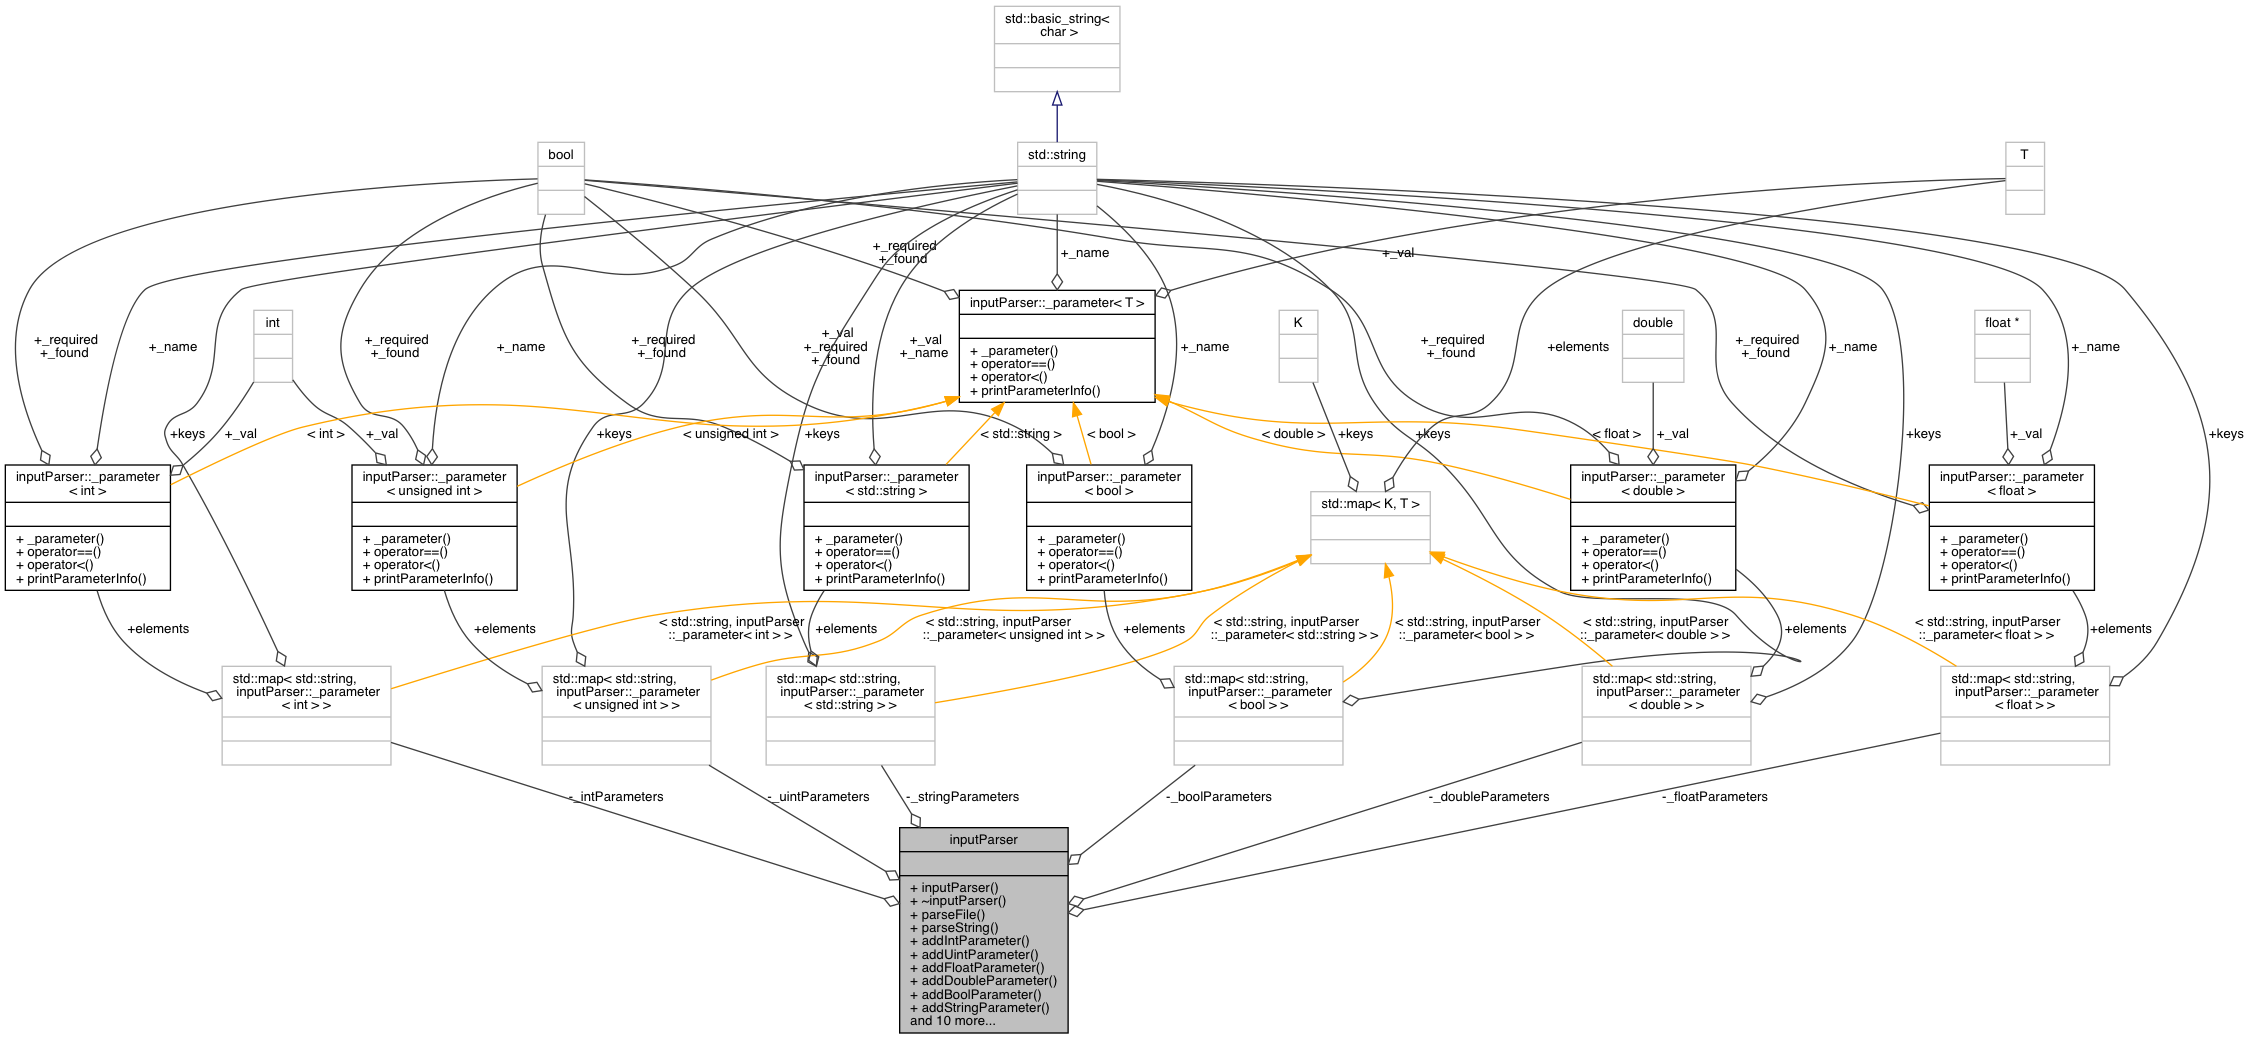 std::basic_string<
char >
bool
std::string
T
+_required
+_found
+_name
+_val
inputParser::_parameter< T >
+ _parameter()
+ operator==()
+ operator<()
+ printParameterInfo()
int
K
double
float *
+_required
+_found
+_name
+_required
+_found
+_name
+_required
+_found
+_val
+_required
+_found
+_val
+_name
+_name
+elements
+_required
+_found
+_required
+_found
+_name
+_name
+keys
+_val
< int >
+_val
+keys
< unsigned int >
+keys
< std::string >
< bool >
+keys
+keys
< double >
< float >
+_val
+keys
+_val
+keys
inputParser::_parameter
< int >
+ _parameter()
+ operator==()
+ operator<()
+ printParameterInfo()
inputParser::_parameter
< unsigned int >
+ _parameter()
+ operator==()
+ operator<()
+ printParameterInfo()
inputParser::_parameter
< std::string >
+ _parameter()
+ operator==()
+ operator<()
+ printParameterInfo()
inputParser::_parameter
< bool >
+ _parameter()
+ operator==()
+ operator<()
+ printParameterInfo()
std::map< K, T >
inputParser::_parameter
< double >
+ _parameter()
+ operator==()
+ operator<()
+ printParameterInfo()
inputParser::_parameter
< float >
+ _parameter()
+ operator==()
+ operator<()
+ printParameterInfo()
+elements
+elements
< std::string, inputParser
::_parameter< int > >
+elements
< std::string, inputParser
::_parameter< unsigned int > >
+elements
< std::string, inputParser
::_parameter< std::string > >
< std::string, inputParser
::_parameter< bool > >
< std::string, inputParser
::_parameter< double > >
+elements
< std::string, inputParser
::_parameter< float > >
+elements
std::map< std::string,
inputParser::_parameter
< int > >
std::map< std::string,
inputParser::_parameter
< unsigned int > >
std::map< std::string,
inputParser::_parameter
< std::string > >
std::map< std::string,
inputParser::_parameter
< bool > >
std::map< std::string,
inputParser::_parameter
< double > >
std::map< std::string,
inputParser::_parameter
< float > >
-_intParameters
-_uintParameters
-_stringParameters
-_boolParameters
-_doubleParameters
-_floatParameters
inputParser
+ inputParser()
+ ~inputParser()
+ parseFile()
+ parseString()
+ addIntParameter()
+ addUintParameter()
+ addFloatParameter()
+ addDoubleParameter()
+ addBoolParameter()
+ addStringParameter()
and 10 more...